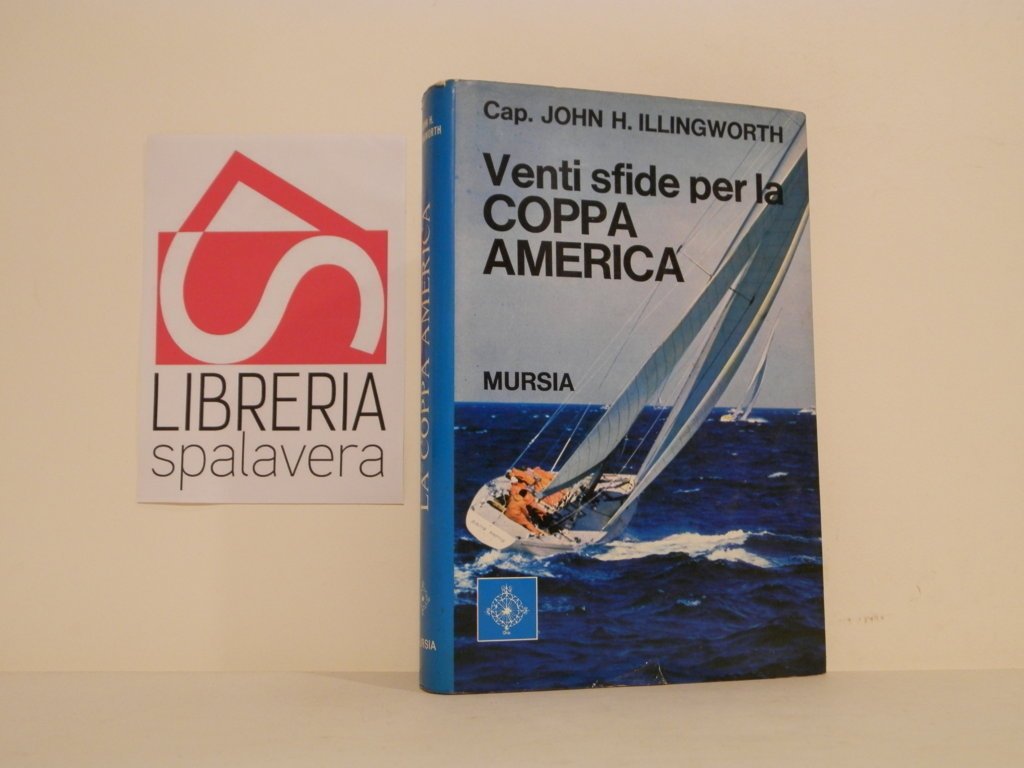 LIBRERIA
spalavera
Cap. JOHN H. ILLINGWORTH
Venti sfide per la
COPPA
AMERICA
MURSIA
LA COPPA AMERICA